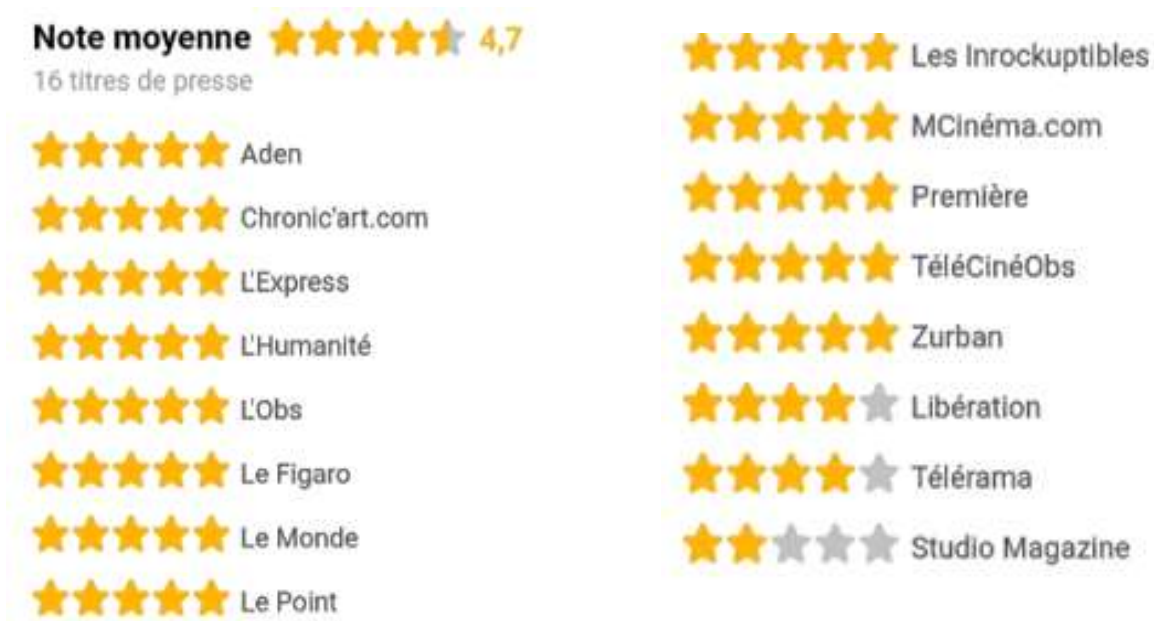 Note moyenne 4,7
16 titres de presse
Aden
Chronic'art.com
L'Express
L'Humanité
L'Obs
Le Figaro
Le Monde
Le Point
Les Inrockuptibles
MCinéma.com
Première
TéléCinéObs
Zurban
Libération
Télérama
Studio Magazine